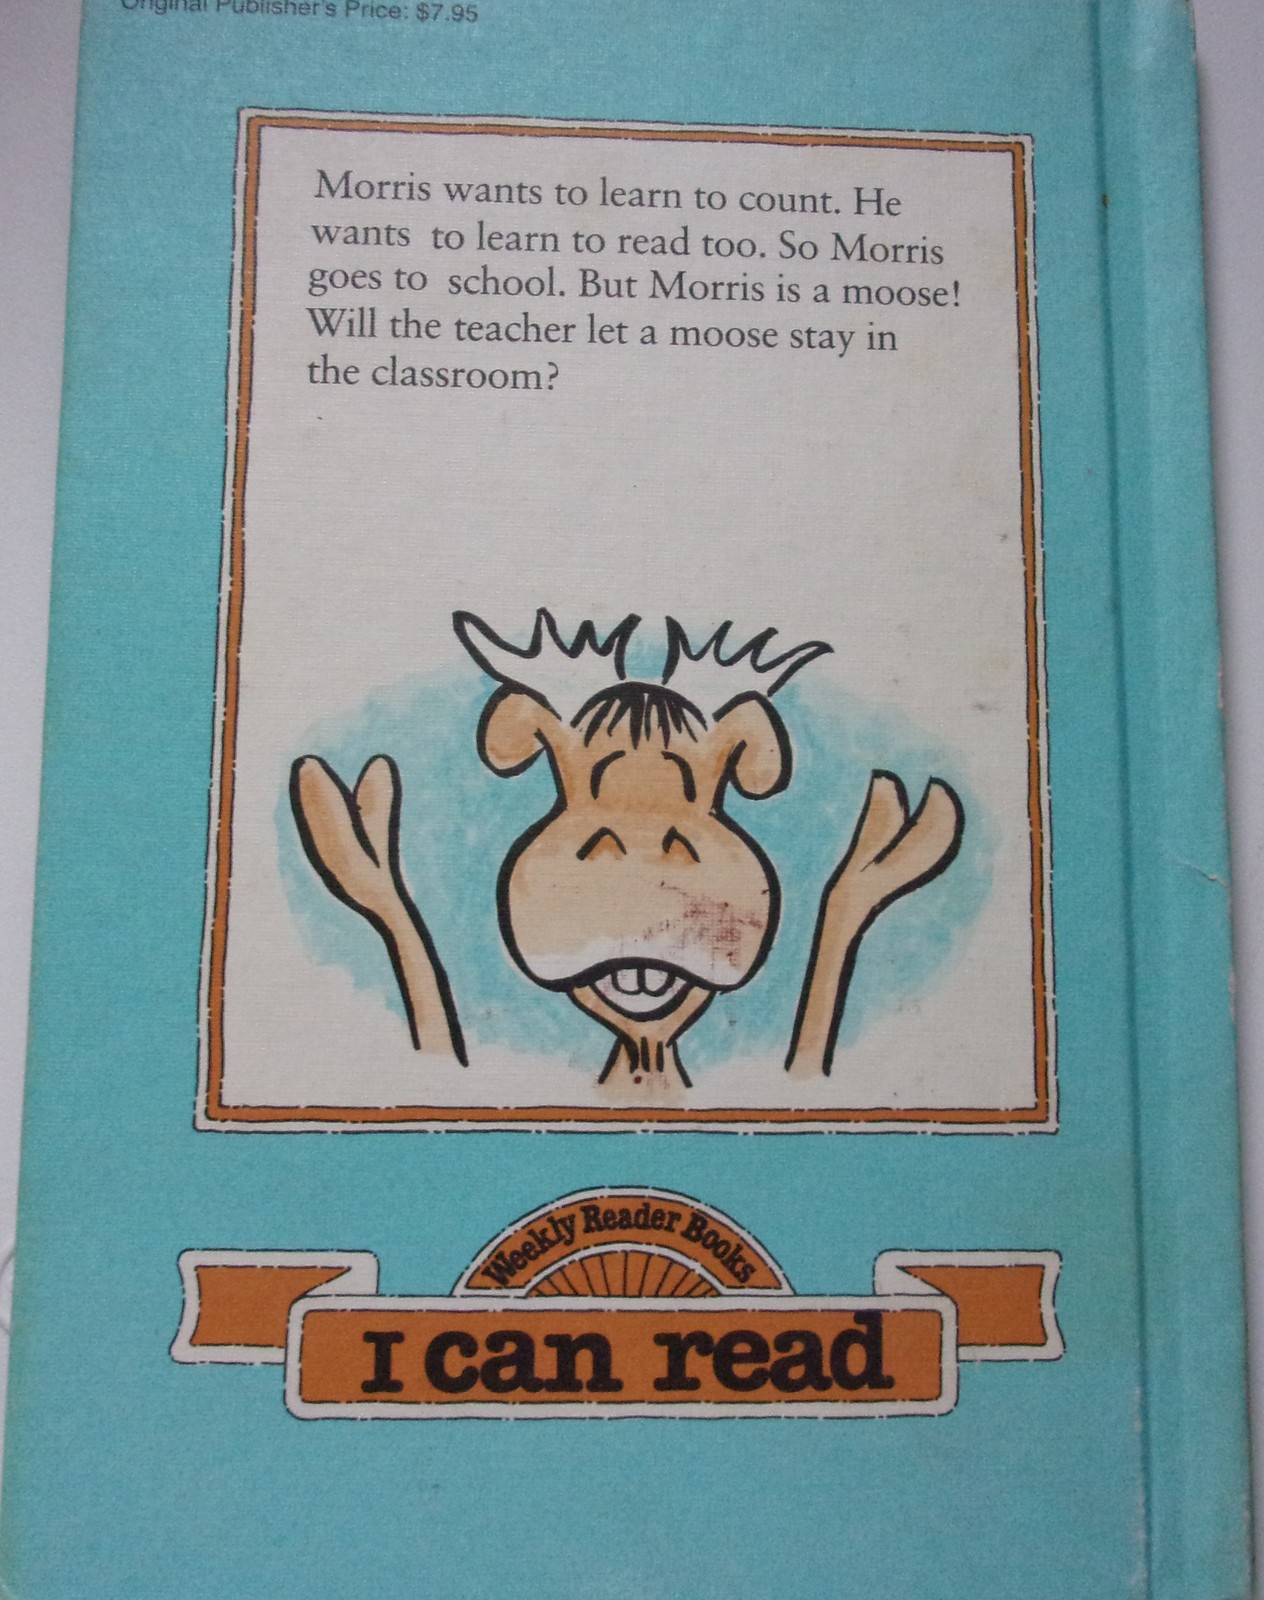 Original Publisher's Price: $7.95
Morris wants to learn to count. He
wants to learn to read too. So Morris
goes to school. But Morris is a moose!
Will the teacher let a moose stay in
the classroom?
Weekly Reader Books
I can read